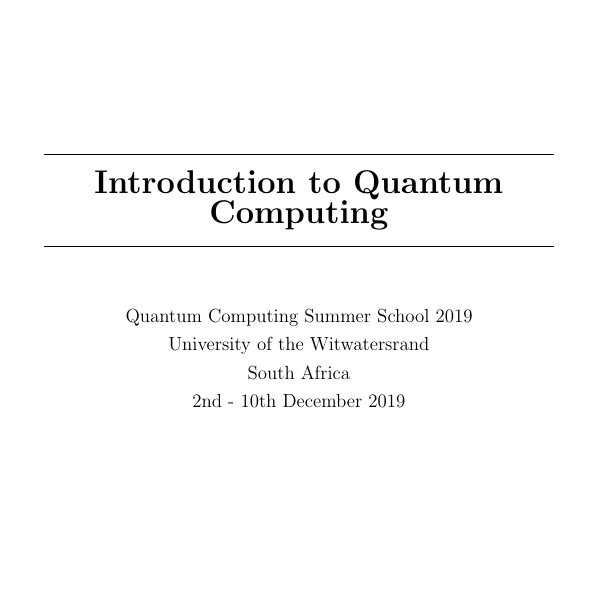 Introduction to Quantum
Computing
Quantum Computing Summer School 2019
University of the Witwatersrand
South Africa
2nd - 10th December 2019